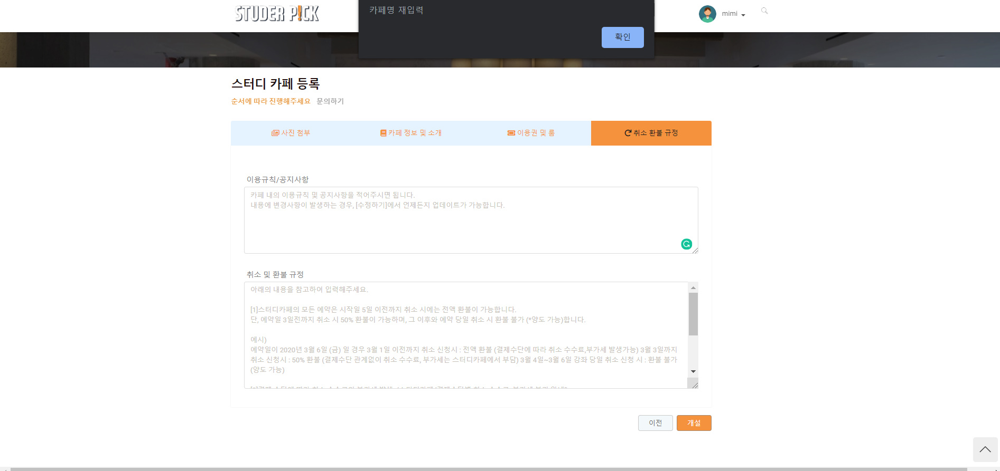 STUDER P!CK
카페명 재입력
확인
mimi
스터디 카페 등록
순서에 따라 진행해주세요 문의하기
사진 첨부
카페 정보 및 소개
이용권 및 룸
취소 환불 규정
이용규칙/공지사항
카페 내의 이용규칙 및 공지사항을 적어주시면 됩니다.
내용에 변경사항이 발생하는 경우, [수정하기]에서 언제든지 업데이트가 가능합니다.
취소 및 환불 규정
아래의 내용을 참고하여 입력해주세요.
[1]스터디카페의 모든 예약은 시작일 5일 이전까지 취소 시에는 전액 환불이 가능합니다.
단, 예약일 3일전까지 취소 시 50% 환불이 가능하며, 그 이후와 예약 당일 취소 시 환불 불가 (*양도 가능)합니다.
예시)
예약일이 2020년 3월 6일 (금) 일 경우 3월 1일 이전까지 취소 신청시 : 전액 환불 (결제수단에 따라 취소 수수료,부가세 발생가능) 3월 3일까지
취소 신청시 : 50% 환불 (결제수단 관계없이 취소 수수료, 부가세는 스터디카페에서 부담) 3월 4일~3월 6일 강좌 당일 취소 신청 시 : 환불 불가
(양도 가능)
이전
개설